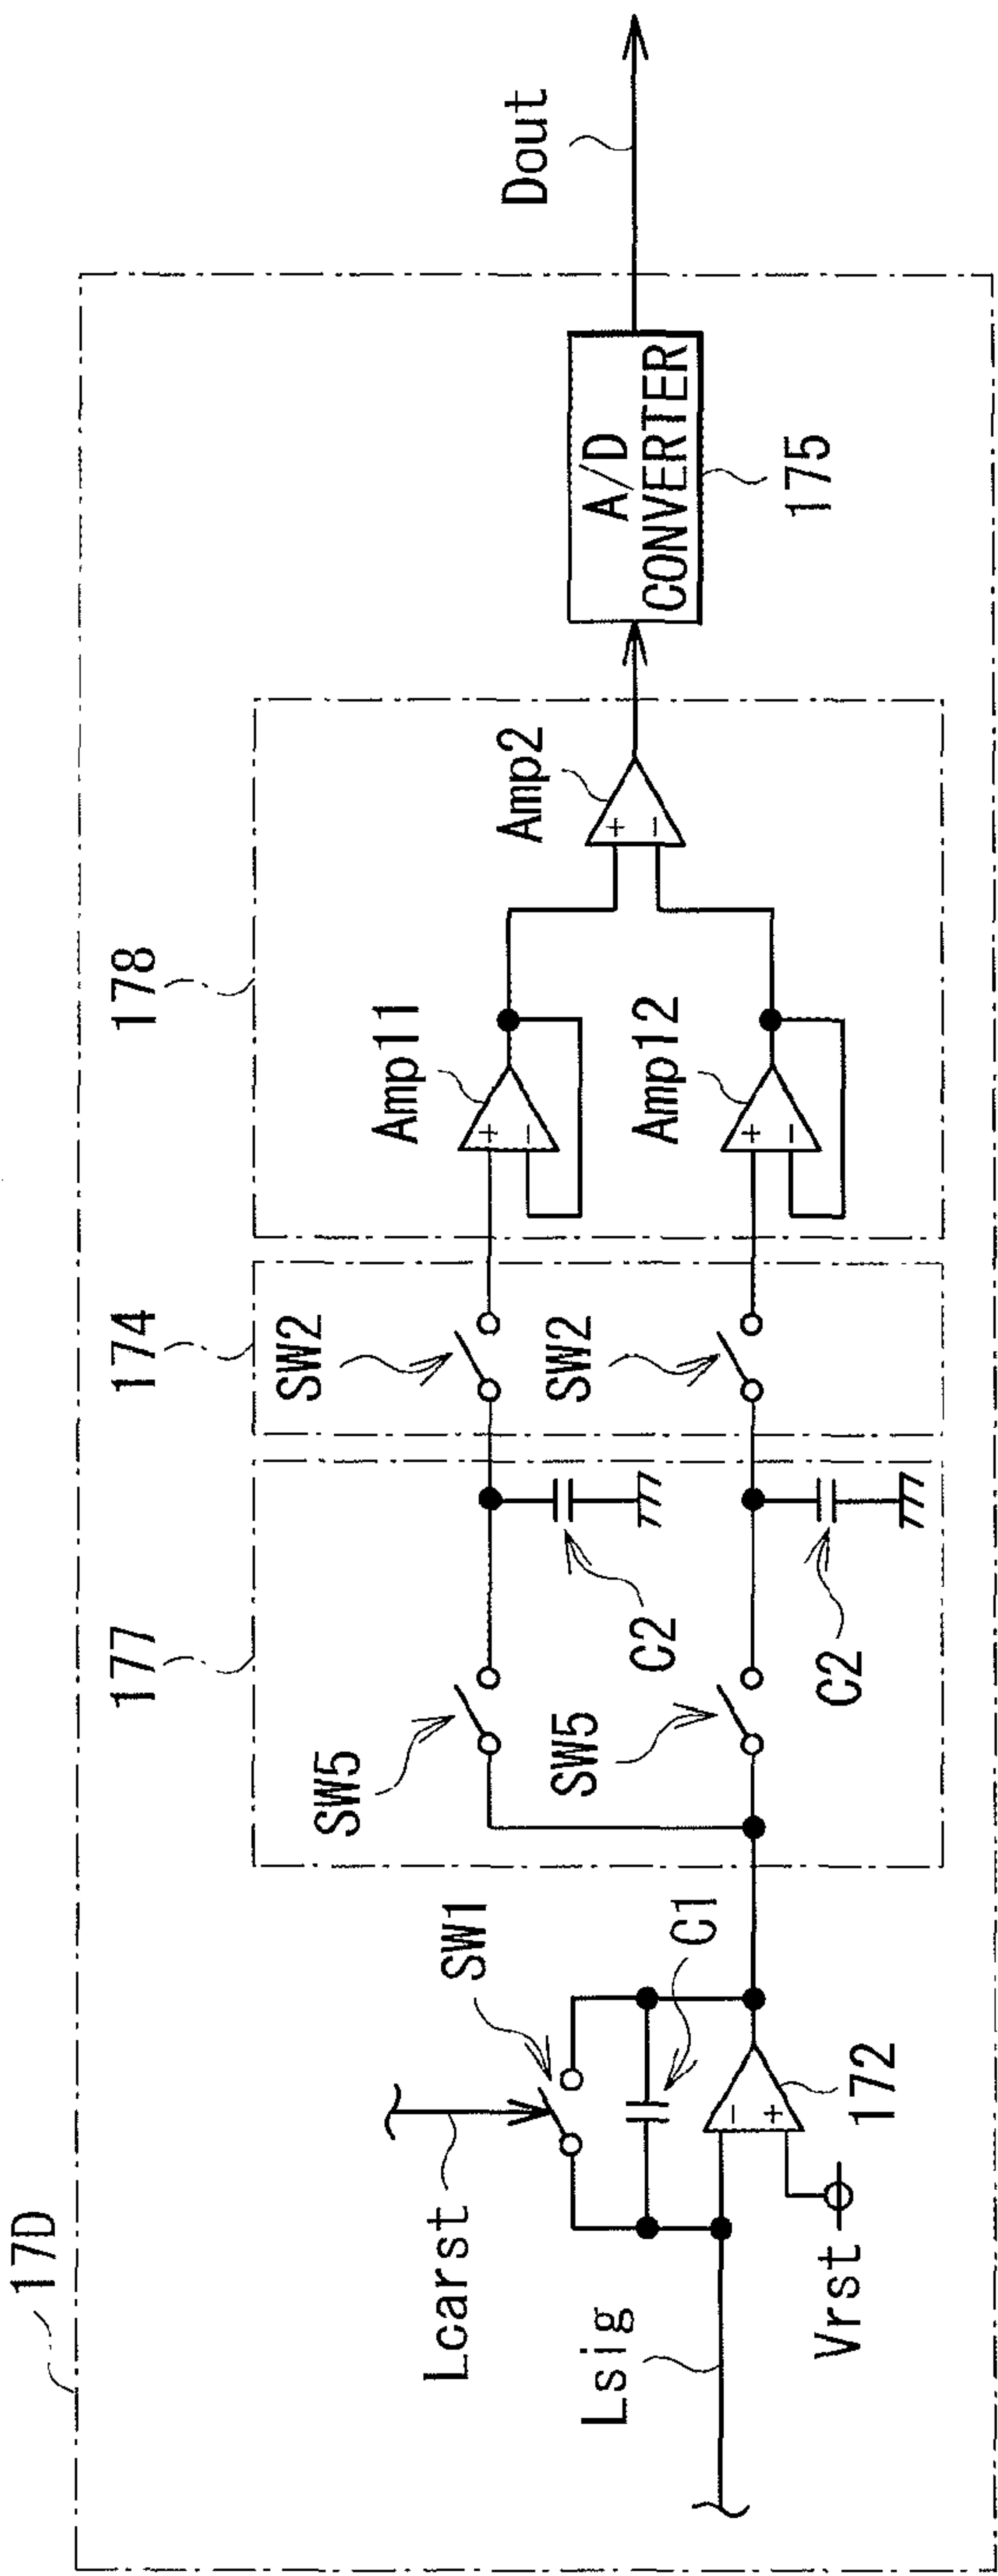 17D
177
174
178
SW5
SW2
Amp11
Amp2
Dout
Lcarst
SW1
C2
Lsig
C1
SW5
SW2
Amp12
A/D
CONVERTER
175
Vrst
172
C2
+
−
+
−
+
−
−
+